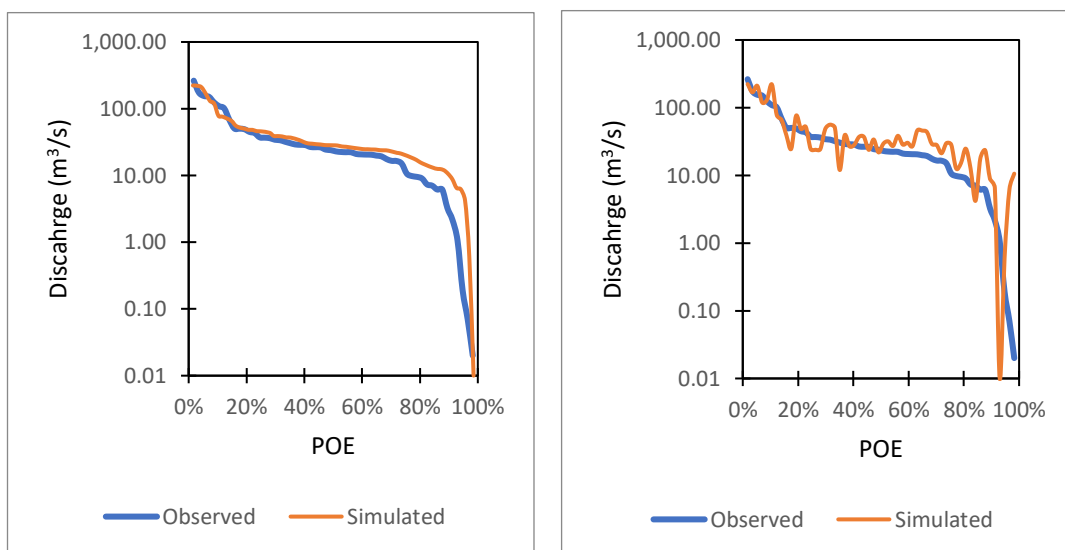 1,000.00
100.00
10.00
1.00
0.10
0.01
Discahrge (m³/s)
0% 20% 40% 60% 80% 100%
POE
Observed Simulated
1,000.00
100.00
10.00
1.00
0.10
0.01
Discahrge (m³/s)
0% 20% 40% 60% 80% 100%
POE
Observed Simulated